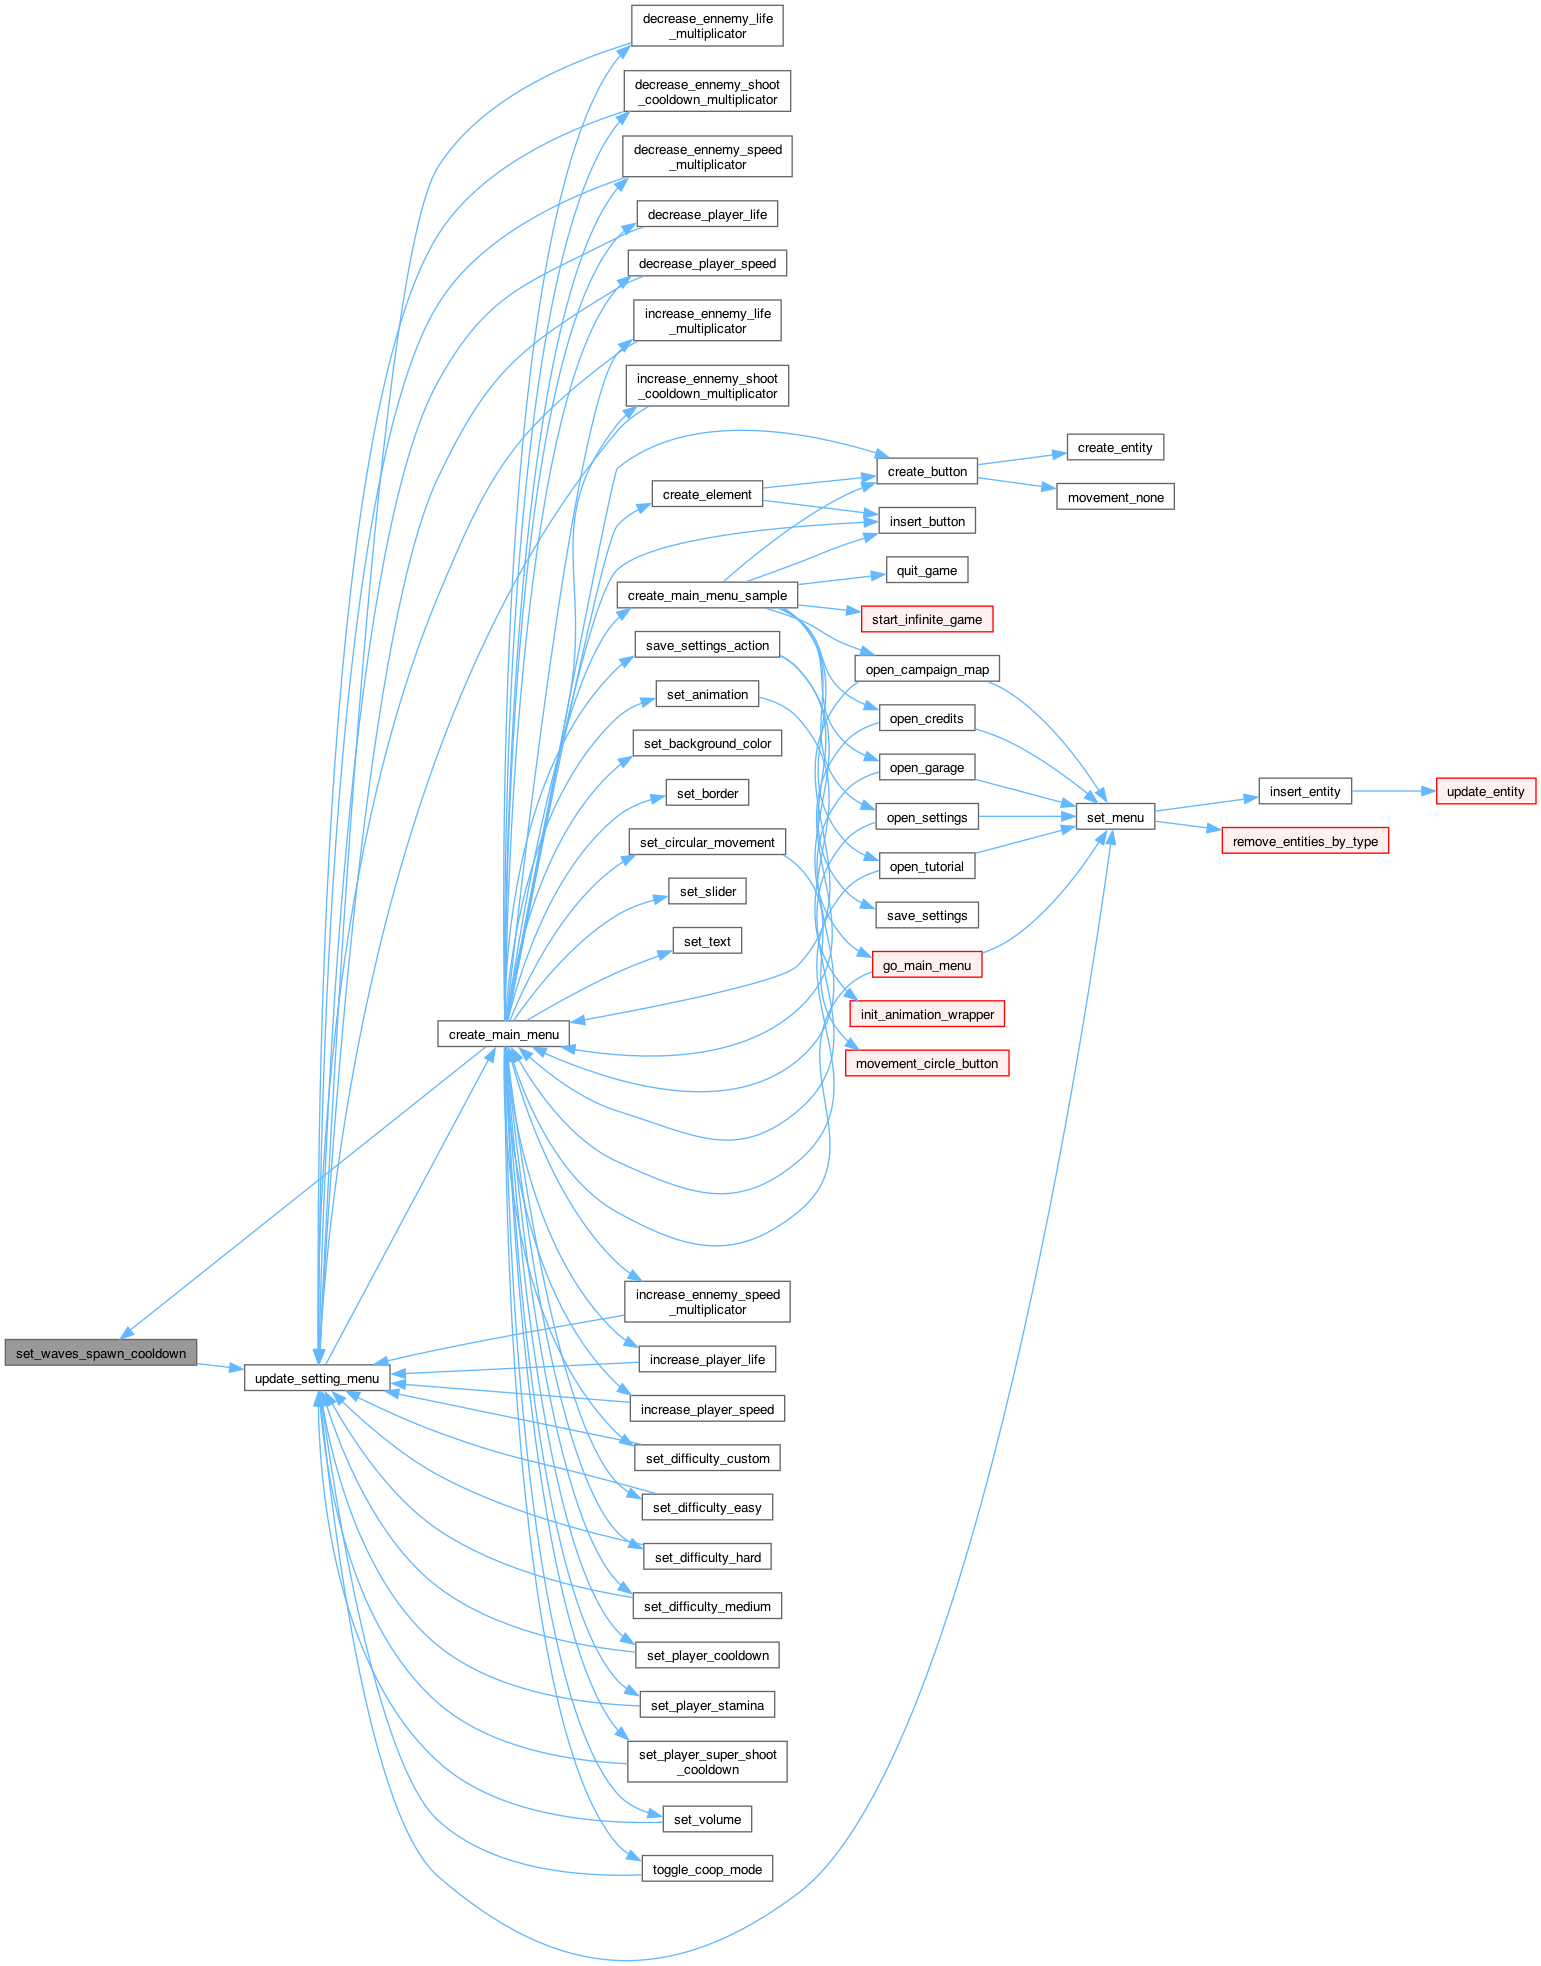 decrease_ennemy_life
_multiplicator
decrease_ennemy_shoot
_cooldown_multiplicator
decrease_ennemy_speed
_multiplicator
decrease_player_life
decrease_player_speed
increase_ennemy_life
_multiplicator
increase_ennemy_shoot
_cooldown_multiplicator
create_entity
create_button
movement_none
create_element
insert_button
quit_game
create_main_menu_sample
start_infinite_game
save_settings_action
open_campaign_map
set_animation
open_credits
set_background_color
open_garage
set_border
insert_entity
update_entity
open_settings
set_menu
set_circular_movement
remove_entities_by_type
open_tutorial
set_slider
save_settings
set_text
go_main_menu
init_animation_wrapper
create_main_menu
movement_circle_button
increase_ennemy_speed
_multiplicator
set_waves_spawn_cooldown
increase_player_life
update_setting_menu
increase_player_speed
set_difficulty_custom
set_difficulty_easy
set_difficulty_hard
set_difficulty_medium
set_player_cooldown
set_player_stamina
set_player_super_shoot
_cooldown
set_volume
toggle_coop_mode